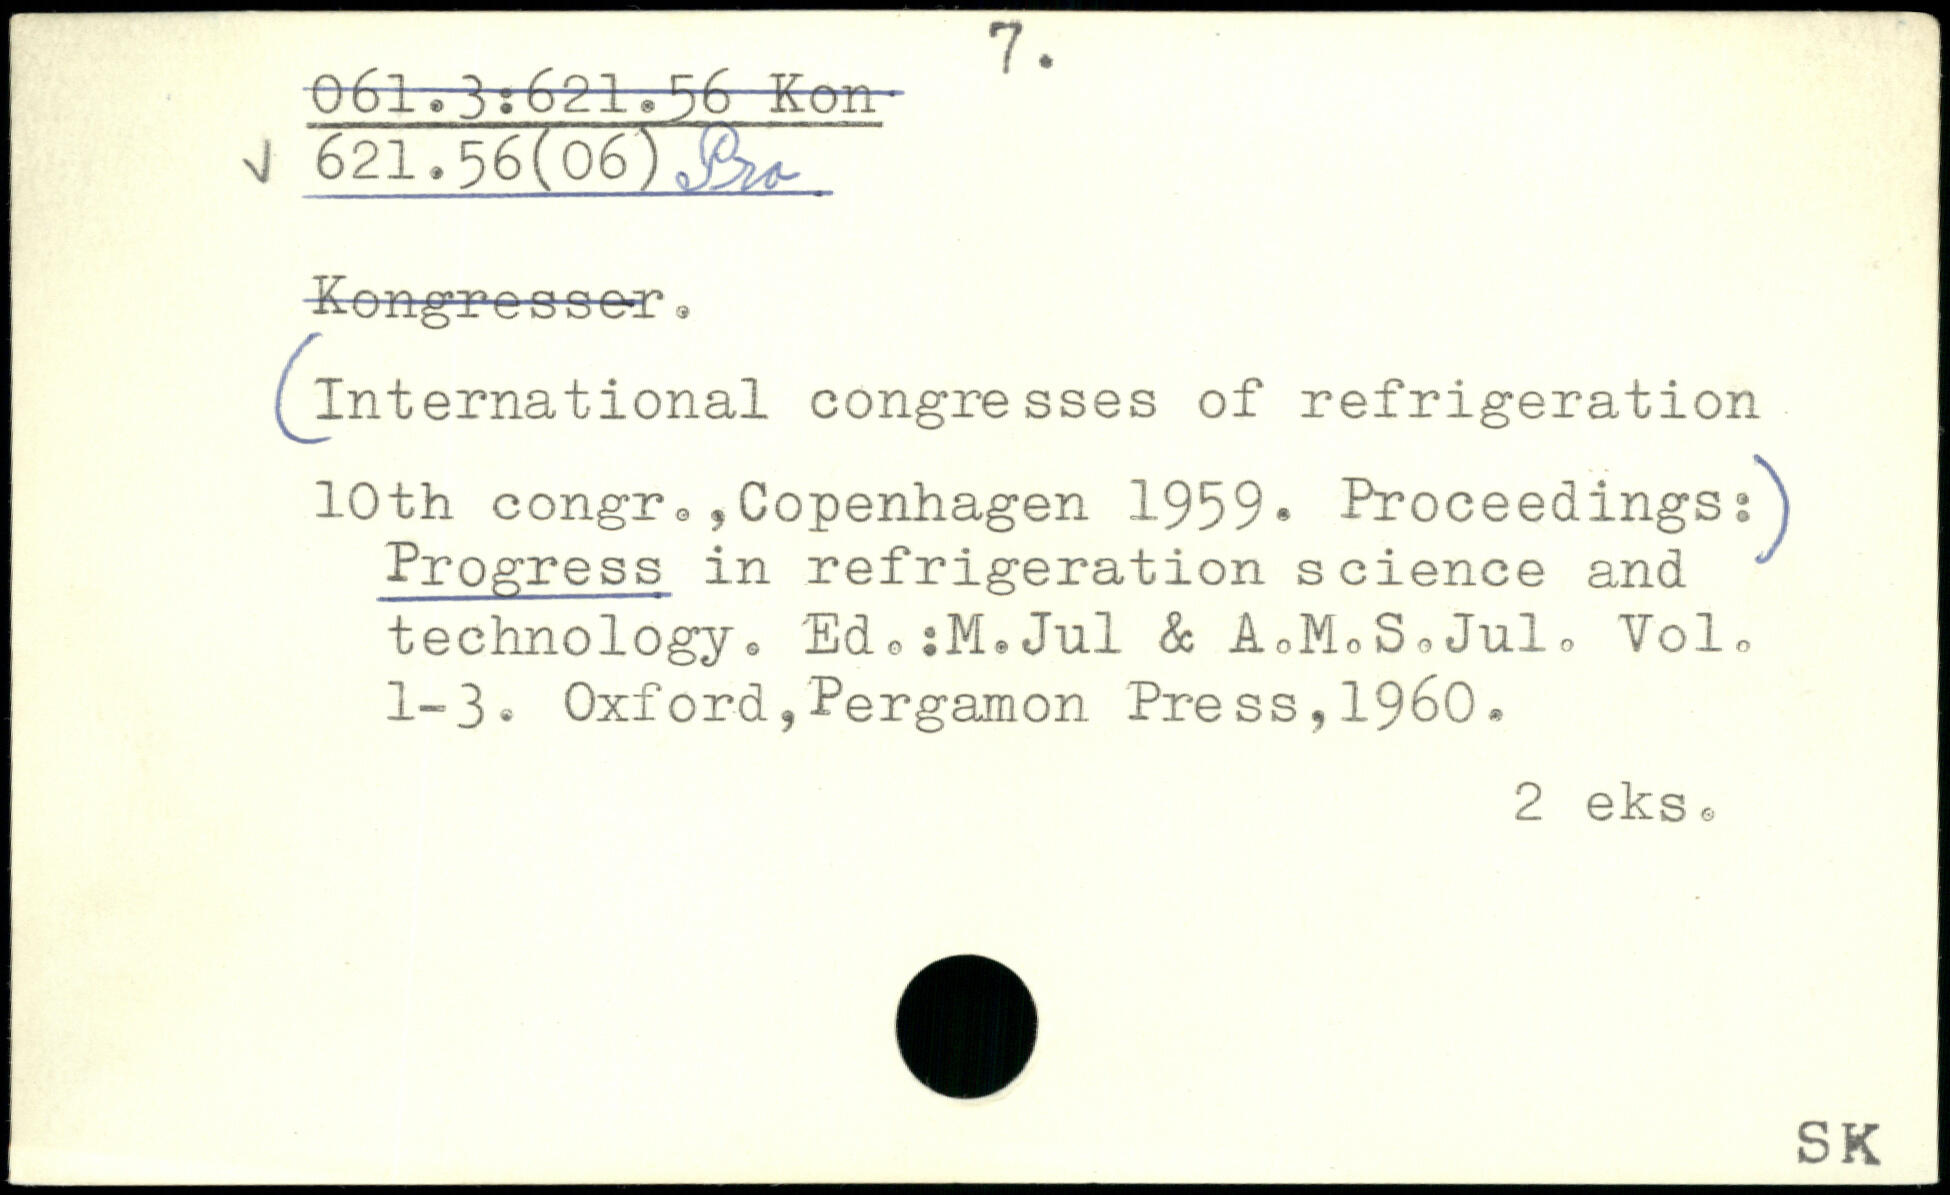 7.
061.3:621.56 Kon
√ 621.56(06) Pro
Kongresser.
(International congresses of refrigeration
10th congr.,Copenhagen 1959. Proceedings:)
Progress in refrigeration science and
technology. Ed.:M.Jul & A.M.S.Jul. Vol.
1-3. Oxford,Pergamon Press,1960.
2 eks.
SK